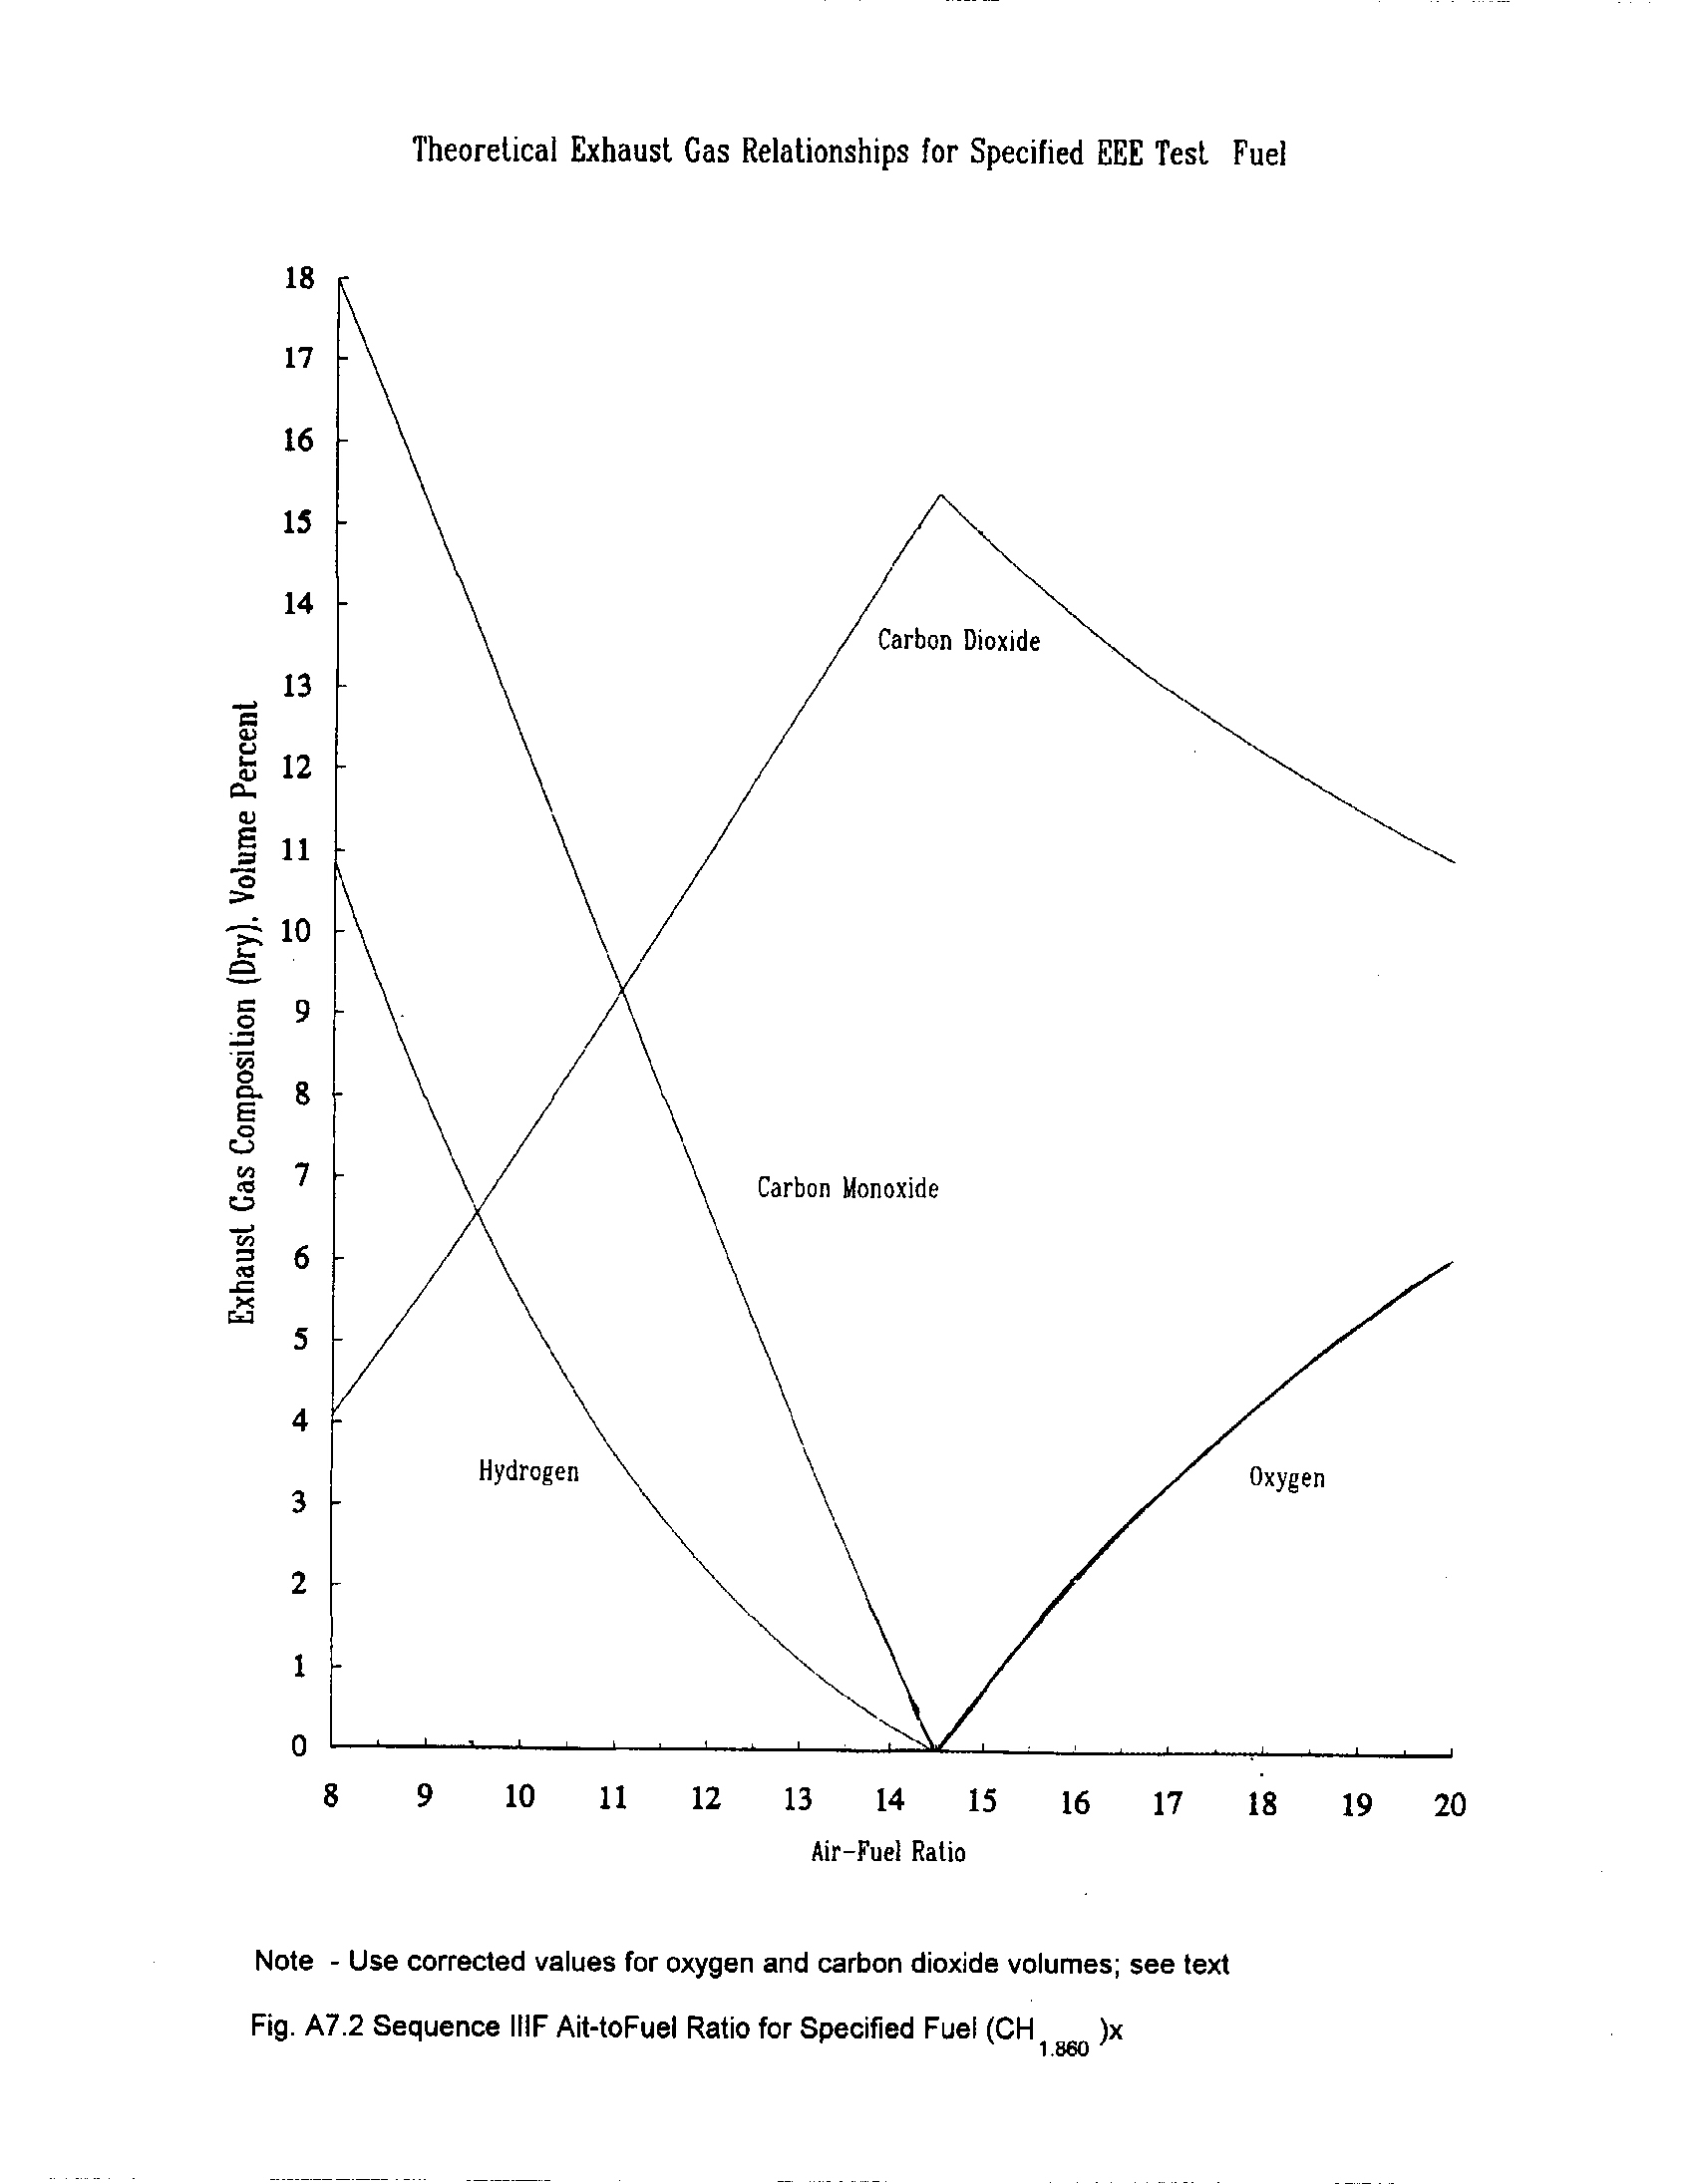 Theoretical Exhaust Gas Relationships for Specified EEE Test Fuel
18
17
16
15
14
13
12
11
10
9
8
7
6
5
4
3
2
1
0
Exhaust Gas Composition (Dry), Volume Percent
Carbon Dioxide
Carbon Monoxide
Hydrogen
Oxygen
8 9 10 11 12 13 14 15 16 17 18 19 20
Air-Fuel Ratio
Note - Use corrected values for oxygen and carbon dioxide volumes; see text
Fig. A7.2 Sequence IIIF Ait-toFuel Ratio for Specified Fuel (CH 1.860 )x